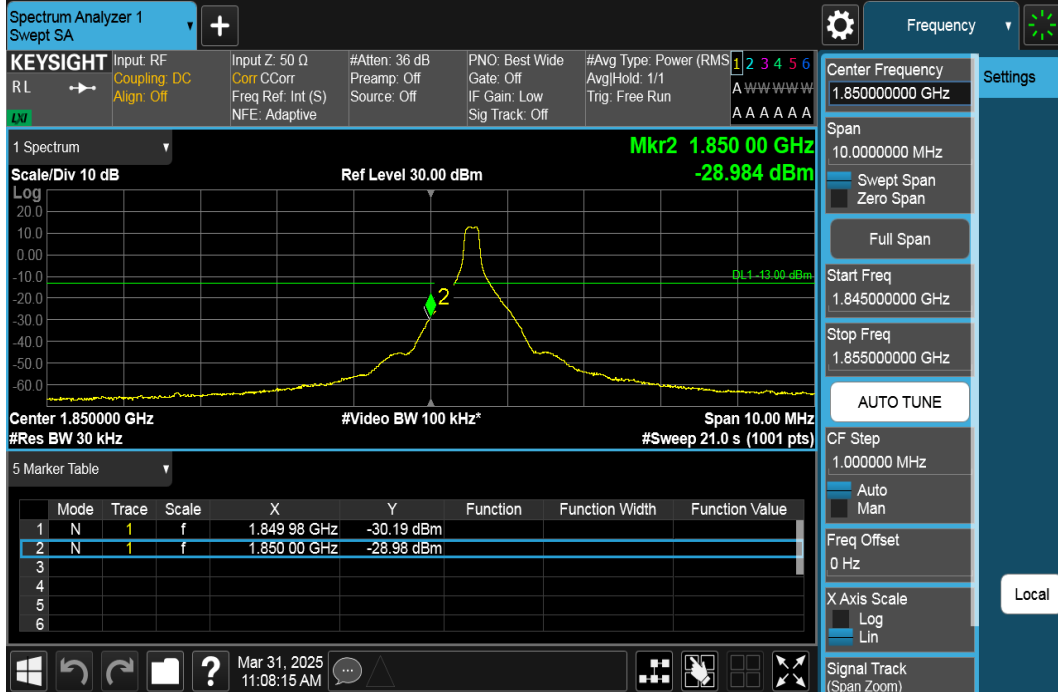 Spectrum Analyzer 1
Swept SA
Frequency
KEYSIGHT
R L
LXI
Input: RF
Coupling: DC
Align: Off
Input Z: 50 Ω
Corr CCorr
Freq Ref: Int (S)
NFE: Adaptive
#Atten: 36 dB
Preamp: Off
Source: Off
PNO: Best Wide
Gate: Off
IF Gain: Low
Sig Track: Off
#Avg Type: Power (RMS
Avg|Hold: 1/1
Trig: Free Run
1 2 3 4 5 6
A W W W W W
A A A A A A
1 Spectrum
Mkr2 1.850 00 GHz
-28.984 dBm
Scale/Div 10 dB
Ref Level 30.00 dBm
Log
20.0
10.0
0.00
-10.0
-20.0
-30.0
-40.0
-50.0
-60.0
DL1 -13.00 dBm
2
Center 1.850000 GHz
#Video BW 100 kHz*
Span 10.00 MHz
#Res BW 30 kHz
#Sweep 21.0 s (1001 pts)
5 Marker Table
Mode Trace Scale X Y Function Function Width Function Value
1 N 1 f 1.849 98 GHz -30.19 dBm
2 N 1 f 1.850 00 GHz -28.98 dBm
3
4
5
6
Mar 31, 2025
11:08:15 AM
?
Center Frequency
1.850000000 GHz
Settings
Span
10.0000000 MHz
Swept Span
Zero Span
Full Span
Start Freq
1.845000000 GHz
Stop Freq
1.855000000 GHz
AUTO TUNE
CF Step
1.000000 MHz
Auto
Man
Freq Offset
0 Hz
X Axis Scale
Log
Lin
Local
Signal Track
(Span Zoom)